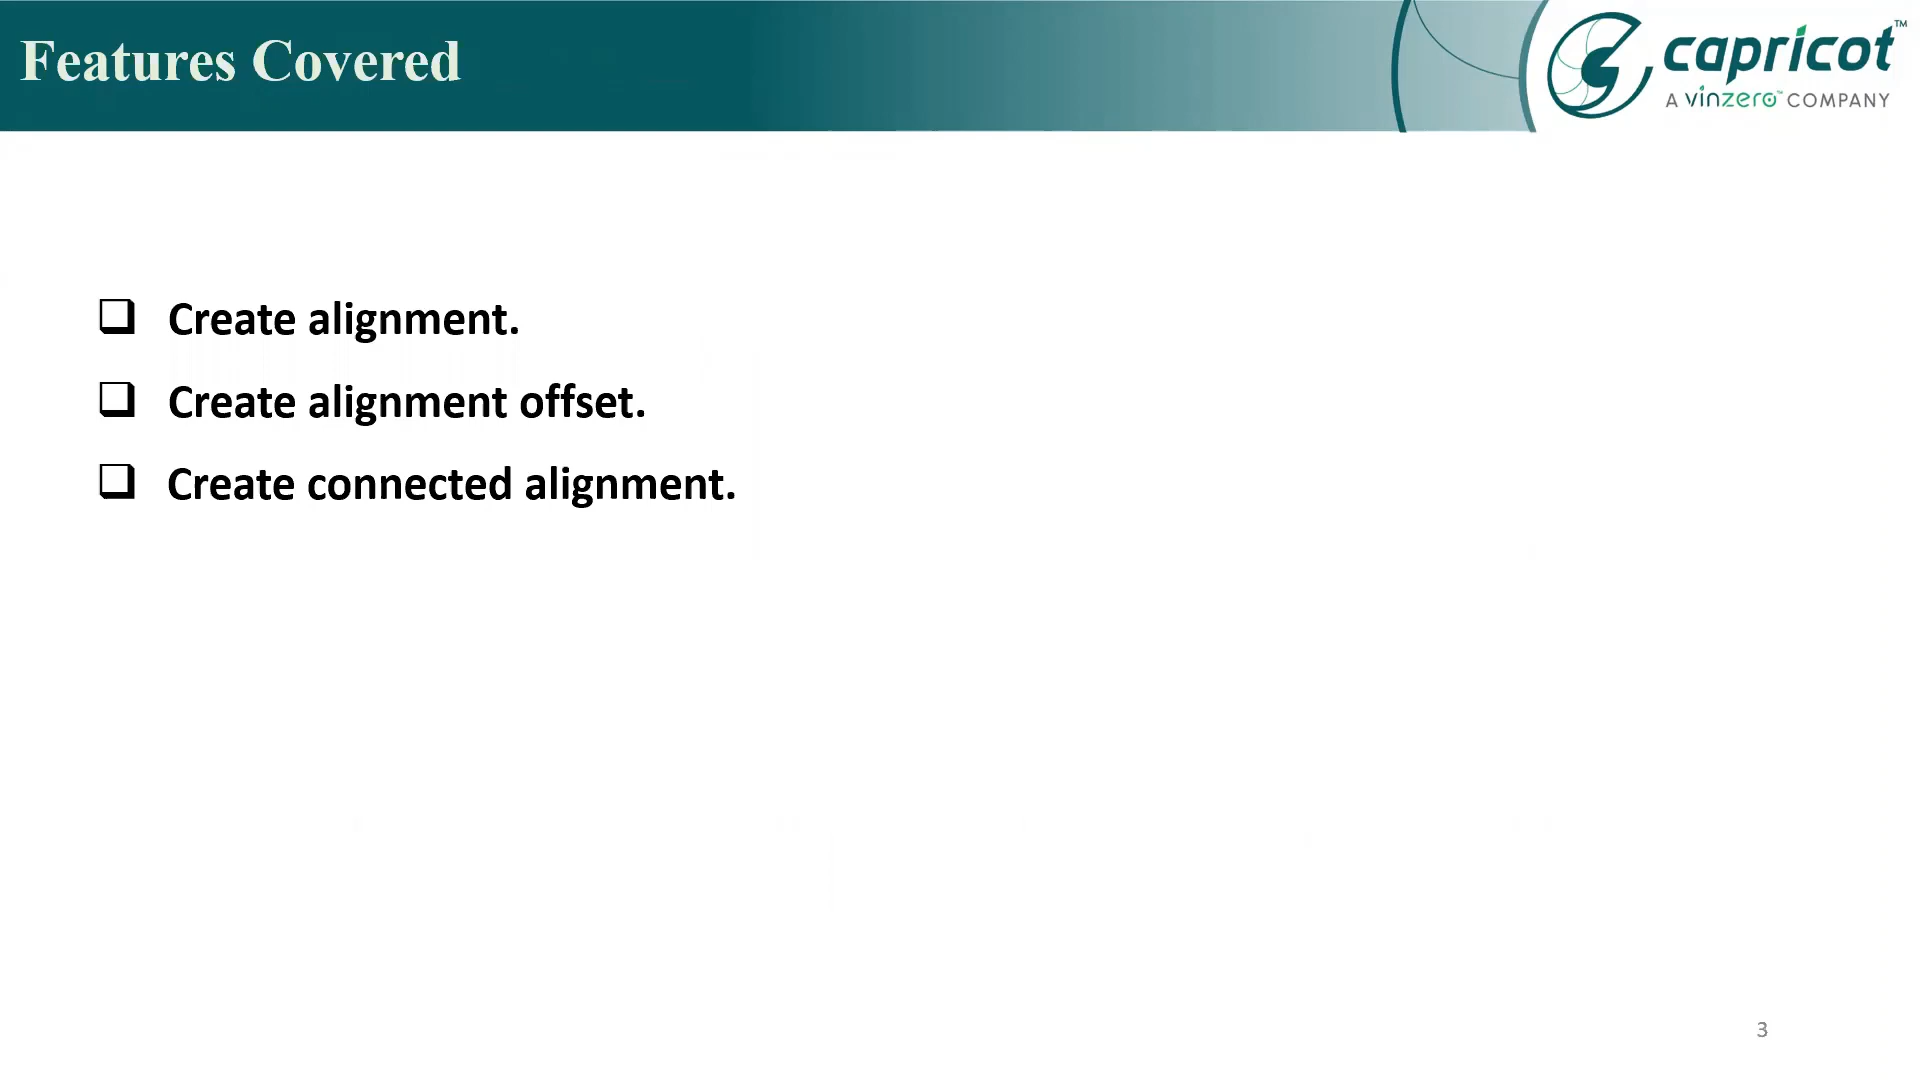 Features Covered
capricot™
A vinzero™ COMPANY
❑ Create alignment.
❑ Create alignment offset.
❑ Create connected alignment.
3